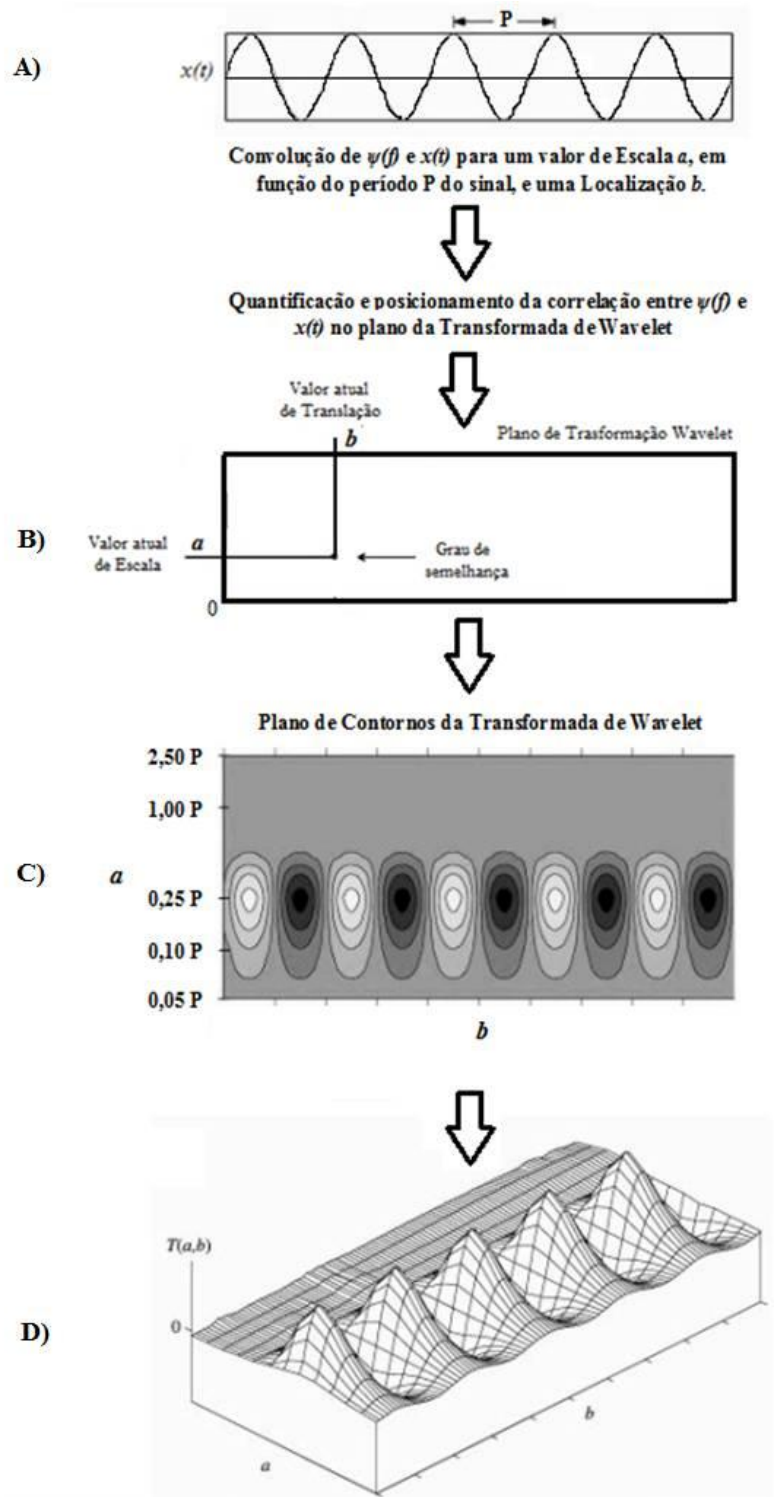 P
A)
x(t)
Convolução de ψ(f) e x(t) para um valor de Escala a, em
função do período P do sinal, e uma Localização b.
Quantificação e posicionamento da correlação entre ψ(f) e
x(t) no plano da Transformada de Wavelet
Valor atual
de Translação
b
Plano de Trasformação Wavelet
B)
Valor atual
de Escala
a
Grau de
semelhança
0
Plano de Contornos da Transformada de Wavelet
2,50 P
1,00 P
C)
a
0,25 P
0,10 P
0,05 P
b
T(a,b)
0
D)
b
a